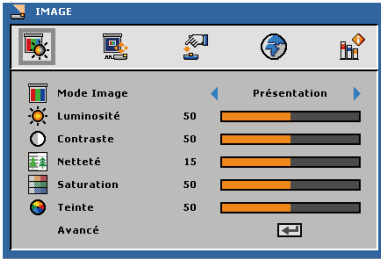 IMAGE
Mode Image Présentation
Luminosité 50
Contraste 50
Netteté 15
Saturation 50
Teinte 50
Avancé